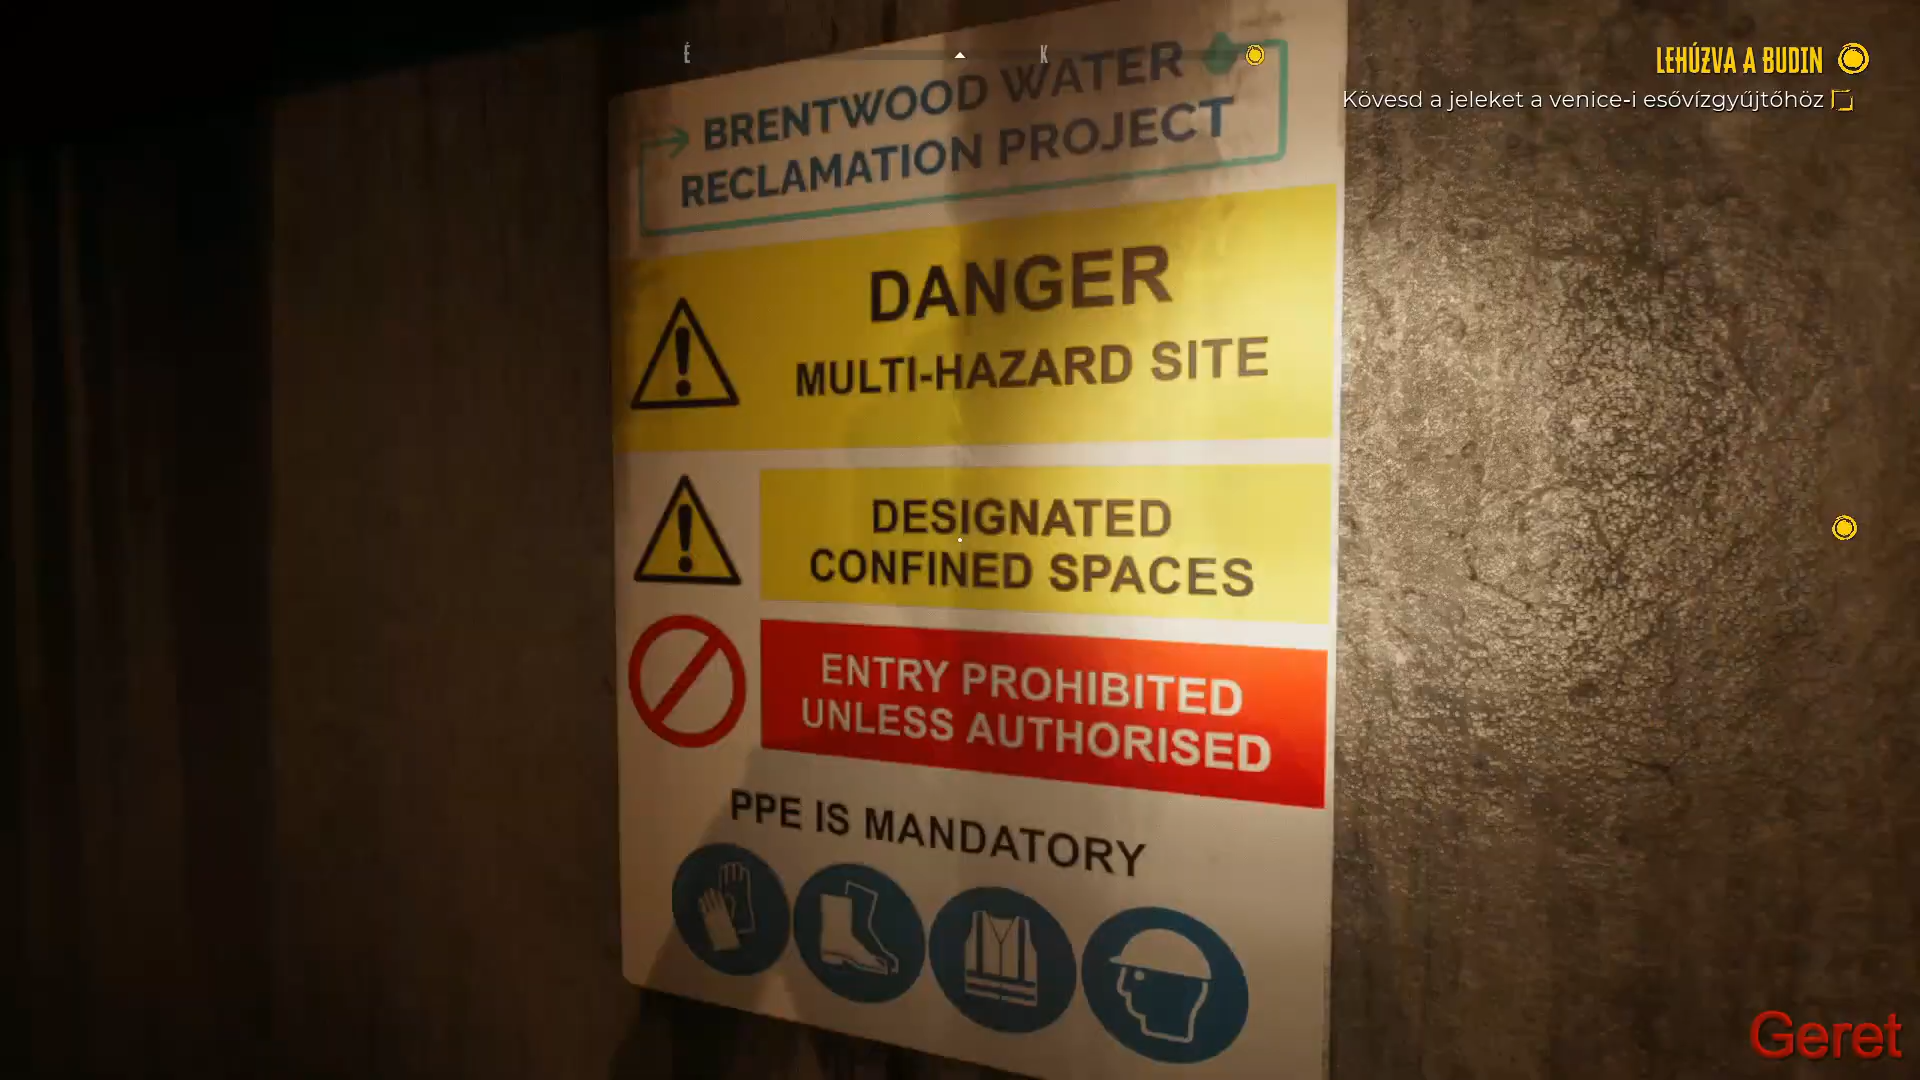 É
K
LEHÚZVA A BUDIN
Kövesd a jeleket a venice-i esővízgyűjtőhöz
BRENTWOOD WATER
RECLAMATION PROJECT
DANGER
MULTI-HAZARD SITE
DESIGNATED
CONFINED SPACES
ENTRY PROHIBITED
UNLESS AUTHORISED
PPE IS MANDATORY
Geret